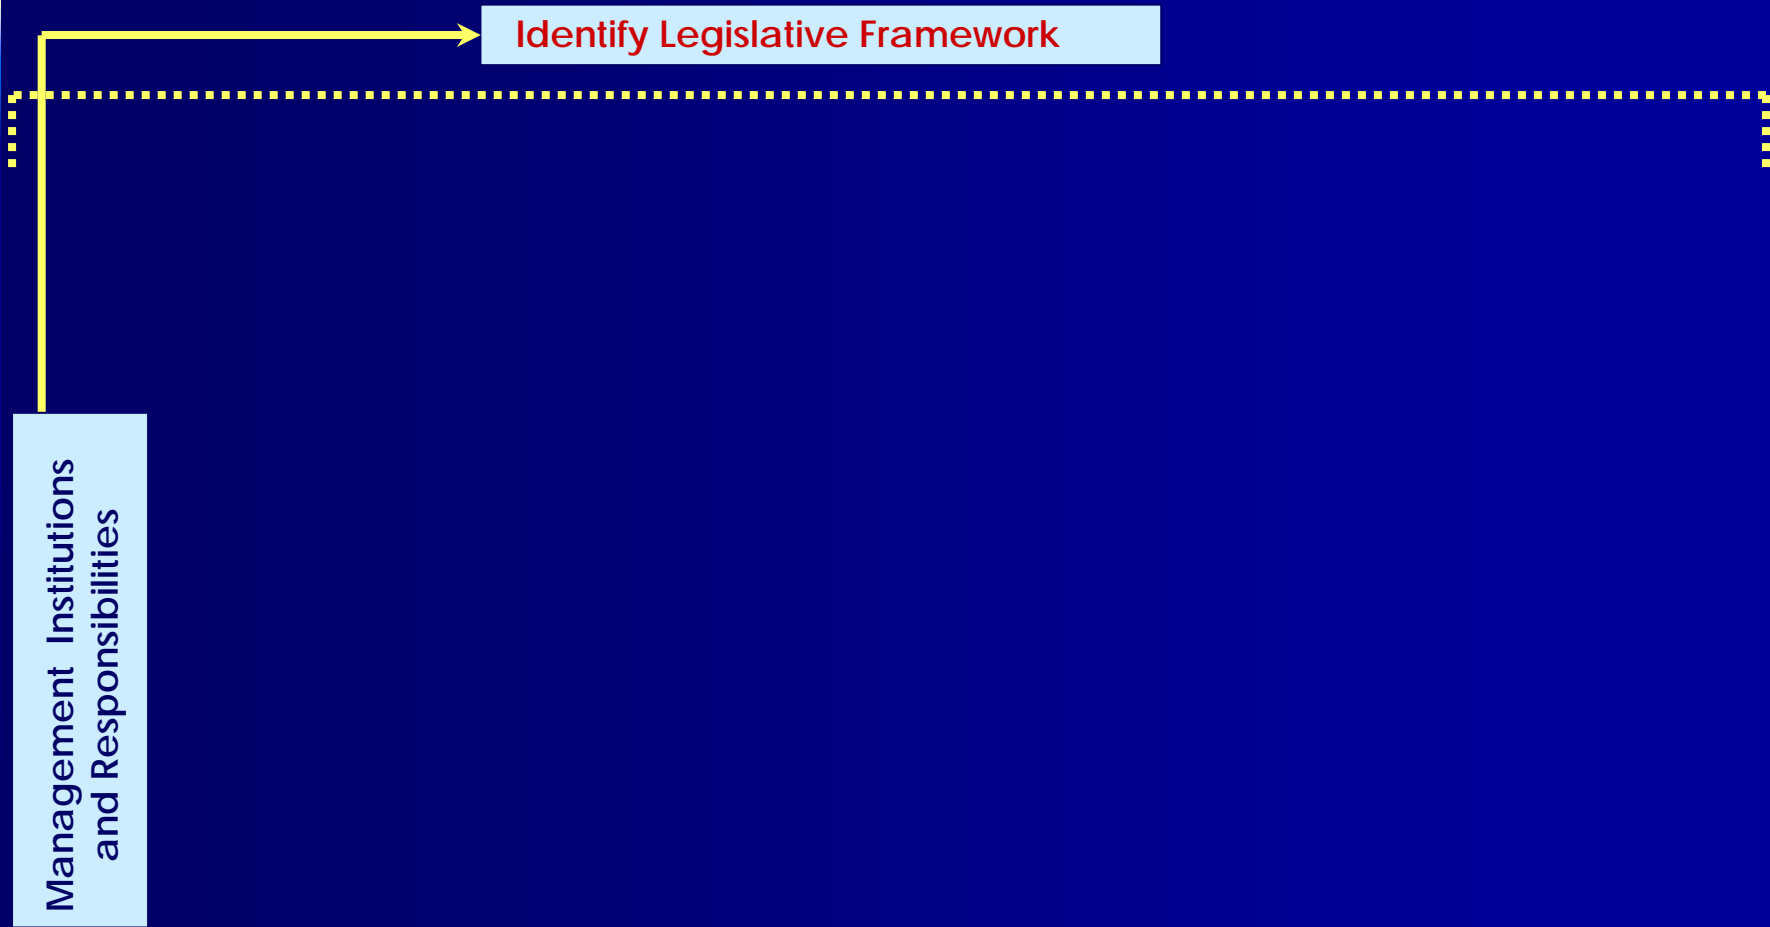 Identify Legislative Framework
Management Institutions
and Responsibilities